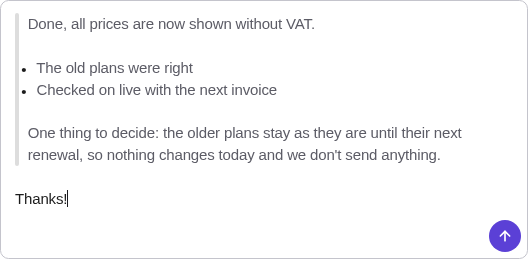 Done, all prices are now shown without VAT.
• The old plans were right
• Checked on live with the next invoice
One thing to decide: the older plans stay as they are until their next
renewal, so nothing changes today and we don't send anything.
Thanks!